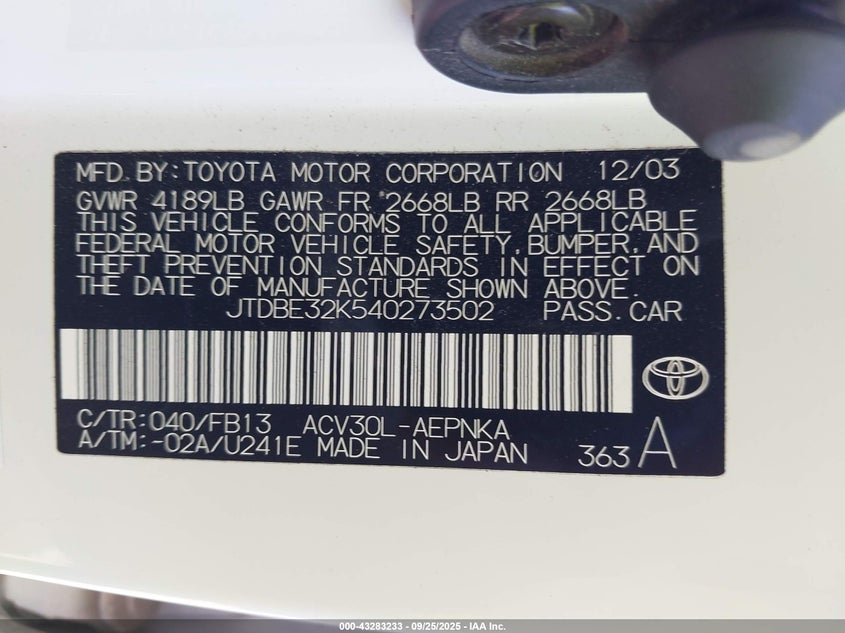 MFD. BY: TOYOTA MOTOR CORPORATION 12/03
GVWR 4189LB GAWR FR 2668LB RR 2668LB
THIS VEHICLE CONFORMS TO ALL APPLICABLE
FEDERAL MOTOR VEHICLE SAFETY, BUMPER, AND
THEFT PREVENTION STANDARDS IN EFFECT ON
THE DATE OF MANUFACTURE SHOWN ABOVE.
JTDBE32K540273502 PASS. CAR
C/TR: 040/FB13 ACV30L-AEPNKA
A/TM: -02A/U241E MADE IN JAPAN 363 A
000-43283233 - 09/25/2025 - IAA Inc.